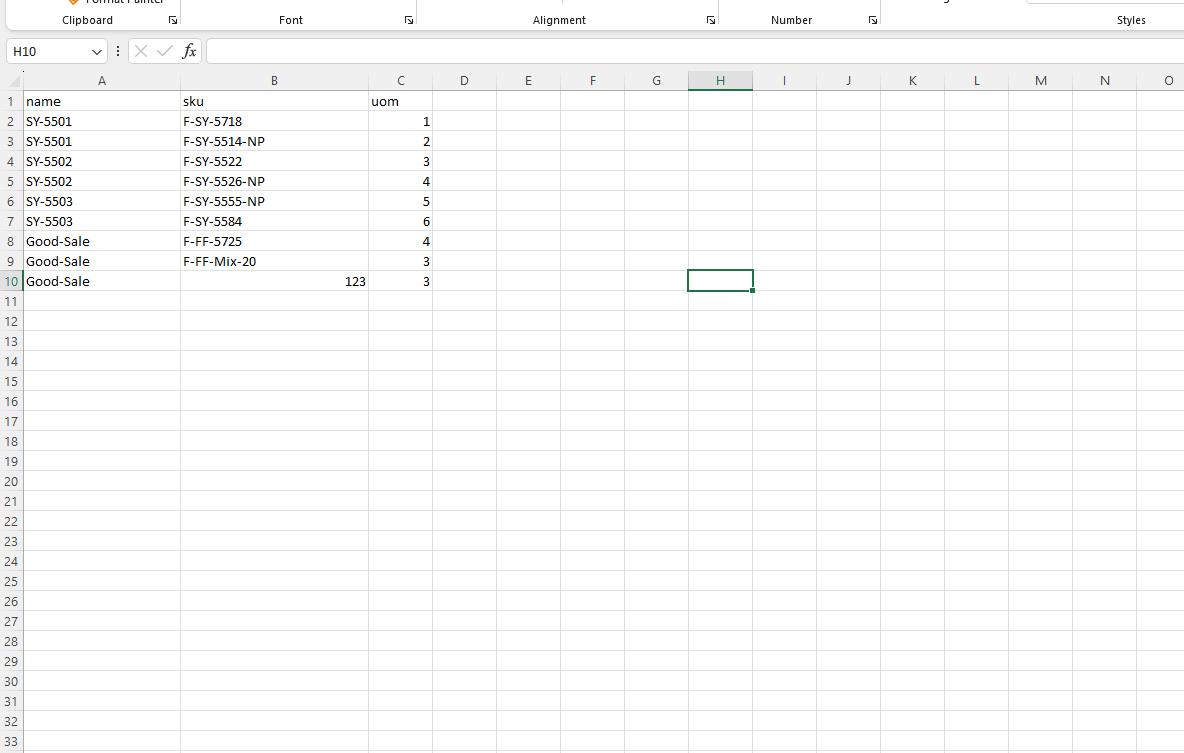 Format Painter
Clipboard Font Alignment Number Styles
H10 fx
A B C D E F G H I J K L M N O
1 name sku uom
2 SY-5501 F-SY-5718 1
3 SY-5501 F-SY-5514-NP 2
4 SY-5502 F-SY-5522 3
5 SY-5502 F-SY-5526-NP 4
6 SY-5503 F-SY-5555-NP 5
7 SY-5503 F-SY-5584 6
8 Good-Sale F-FF-5725 4
9 Good-Sale F-FF-Mix-20 3
10 Good-Sale 123 3
11
12
13
14
15
16
17
18
19
20
21
22
23
24
25
26
27
28
29
30
31
32
33